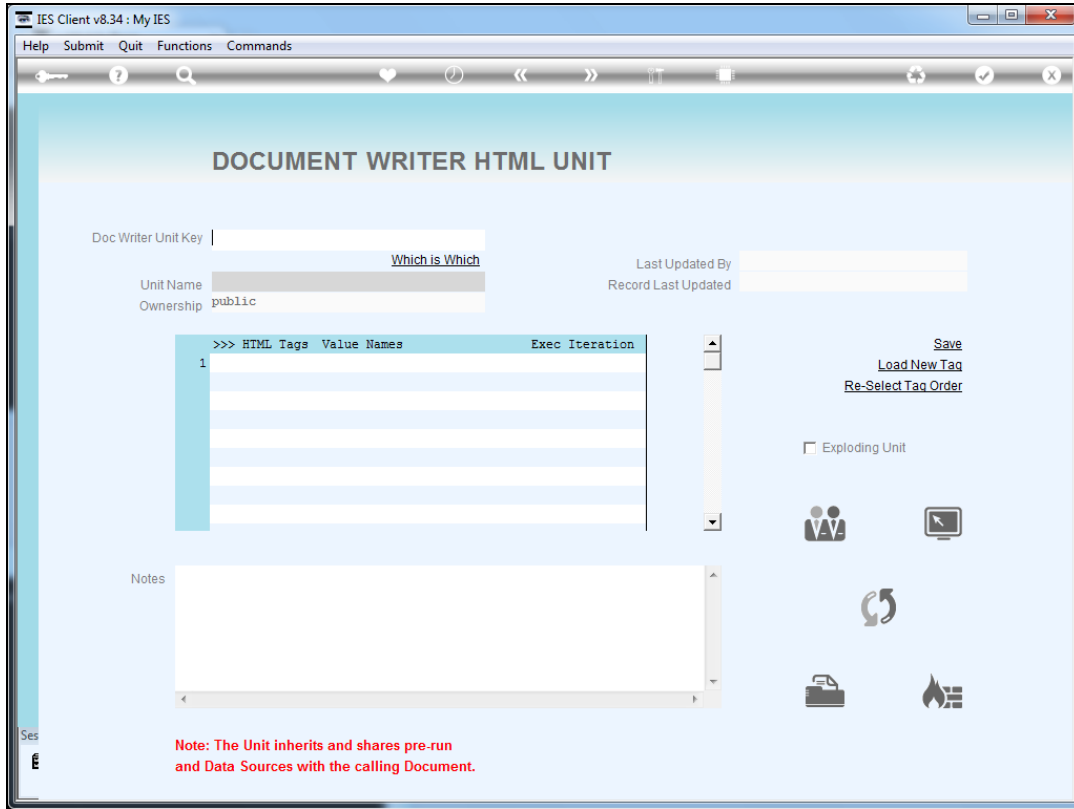 IES Client v8.34 : My IES
Help Submit Quit Functions Commands
DOCUMENT WRITER HTML UNIT
Doc Writer Unit Key
Which is Which
Last Updated By
Unit Name
Record Last Updated
Ownership public
>>> HTML Tags Value Names Exec Iteration
1
Save
Load New Tag
Re-Select Tag Order
Exploding Unit
Notes
Ses
Note: The Unit inherits and shares pre-run
and Data Sources with the calling Document.